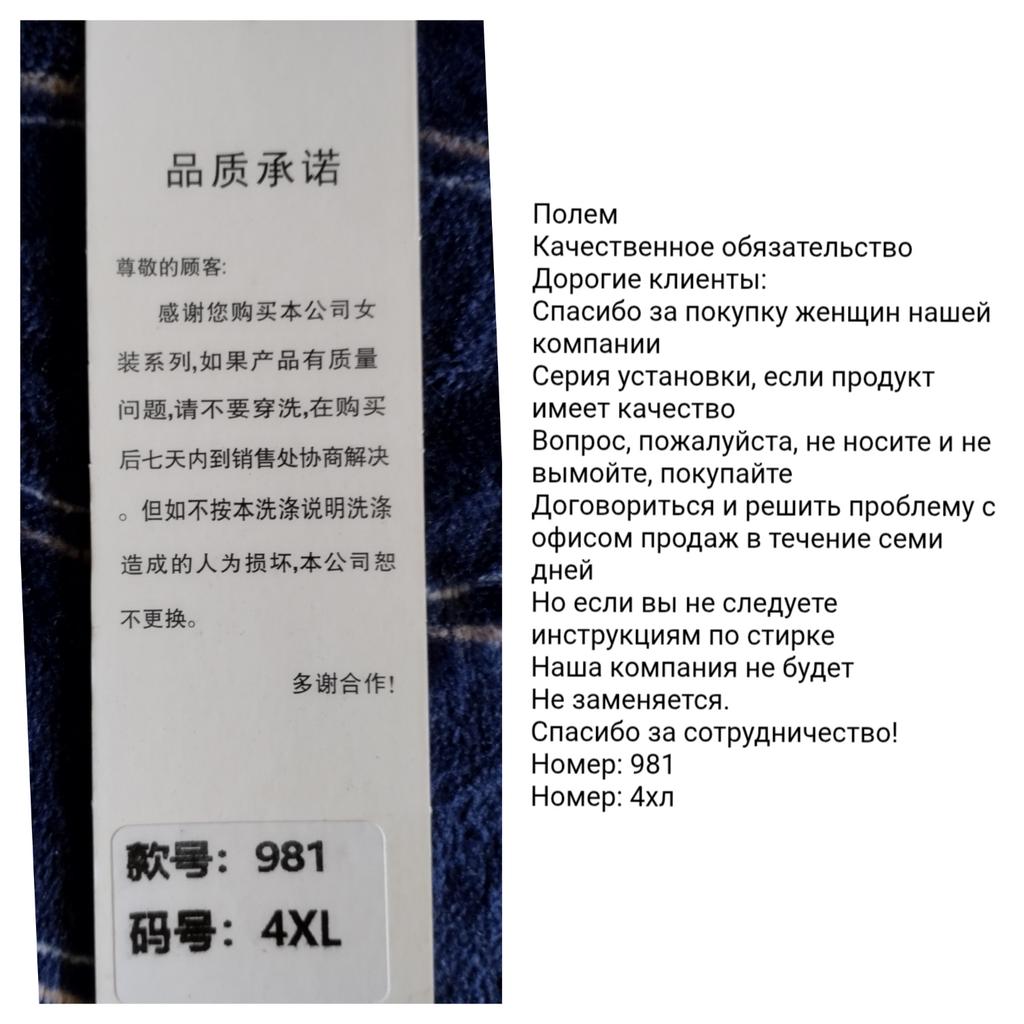 品质承诺
尊敬的顾客:
感谢您购买本公司女
装系列,如果产品有质量
问题,请不要穿洗,在购买
后七天内到销售处协商解决
。但如不按本洗涤说明洗涤
造成的人为损坏,本公司恕
不更换。
多谢合作!
款号: 981
码号: 4XL
Полем
Качественное обязательство
Дорогие клиенты:
Спасибо за покупку женщин нашей
компании
Серия установки, если продукт
имеет качество
Вопрос, пожалуйста, не носите и не
вымойте, покупайте
Договориться и решить проблему с
офисом продаж в течение семи
дней
Но если вы не следуете
инструкциям по стирке
Наша компания не будет
Не заменяется.
Спасибо за сотрудничество!
Номер: 981
Номер: 4хл